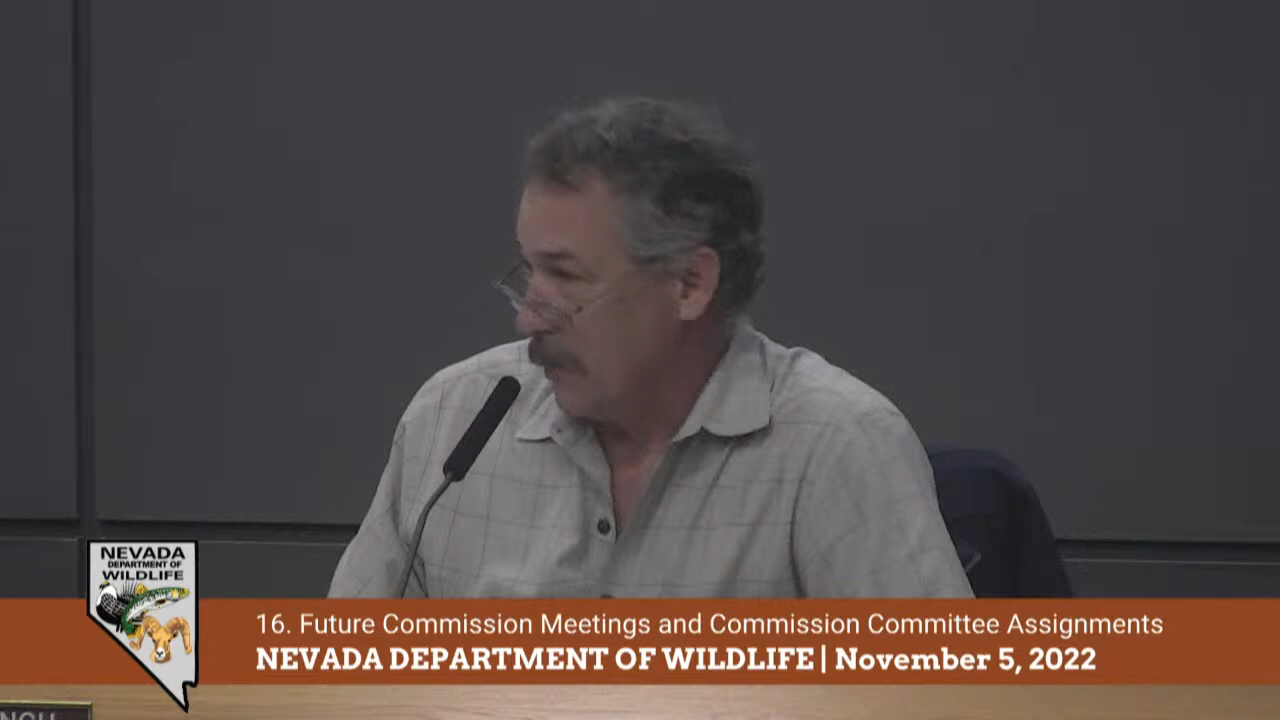 NEVADA
DEPARTMENT OF
WILDLIFE
16. Future Commission Meetings and Commission Committee Assignments
NEVADA DEPARTMENT OF WILDLIFE | November 5, 2022